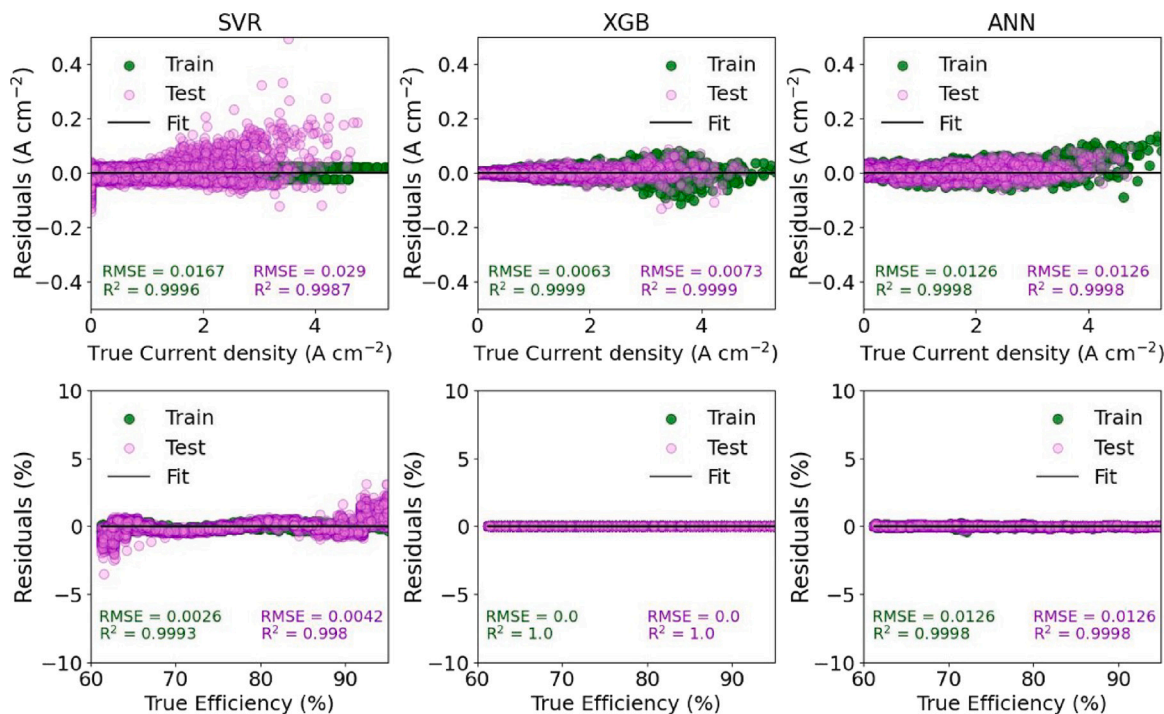 SVR
0.4
0.2
0.0
−0.2
−0.4
Residuals (A cm⁻²)
Train
Test
Fit
RMSE = 0.0167
R² = 0.9996
RMSE = 0.029
R² = 0.9987
0 2 4
True Current density (A cm⁻²)
XGB
0.4
0.2
0.0
−0.2
−0.4
Residuals (A cm⁻²)
Train
Test
Fit
RMSE = 0.0063
R² = 0.9999
RMSE = 0.0073
R² = 0.9999
0 2 4
True Current density (A cm⁻²)
ANN
0.4
0.2
0.0
−0.2
−0.4
Residuals (A cm⁻²)
Train
Test
Fit
RMSE = 0.0126
R² = 0.9998
RMSE = 0.0126
R² = 0.9998
0 2 4
True Current density (A cm⁻²)
10
5
0
−5
−10
Residuals (%)
Train
Test
Fit
RMSE = 0.0026
R² = 0.9993
RMSE = 0.0042
R² = 0.998
60 70 80 90
True Efficiency (%)
10
5
0
−5
−10
Residuals (%)
Train
Test
Fit
RMSE = 0.0
R² = 1.0
RMSE = 0.0
R² = 1.0
60 70 80 90
True Efficiency (%)
10
5
0
−5
−10
Residuals (%)
Train
Test
Fit
RMSE = 0.0126
R² = 0.9998
RMSE = 0.0126
R² = 0.9998
60 70 80 90
True Efficiency (%)